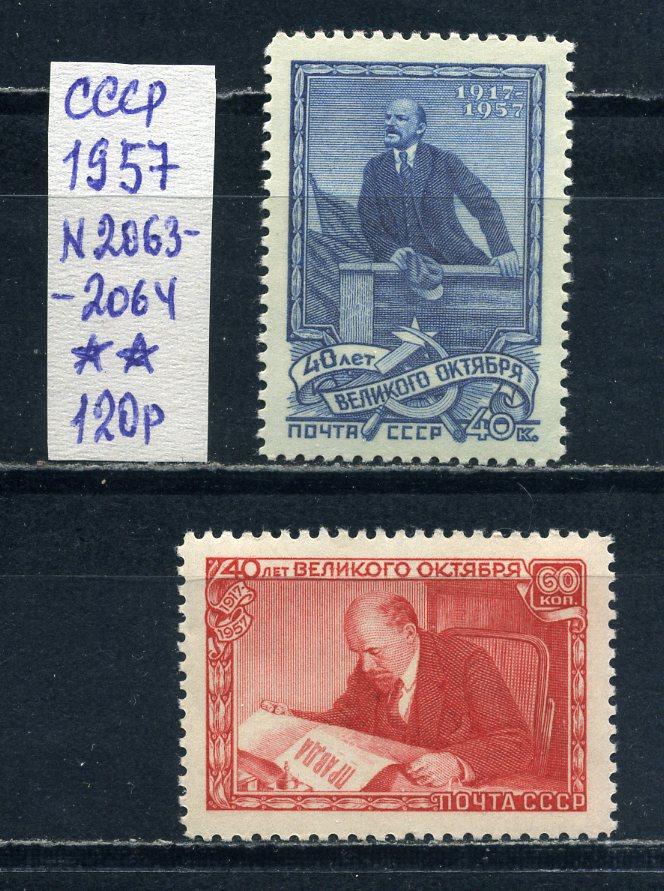 СССР
1957
N2063-
-2064
☆☆
120р
1917-
1957
40 ЛЕТ
ВЕЛИКОГО ОКТЯБРЯ
ПОЧТА СССР 40 К.
40 ЛЕТ ВЕЛИКОГО ОКТЯБРЯ
60
КОП.
1917
1957
ПРАВДА
ПОЧТА СССР